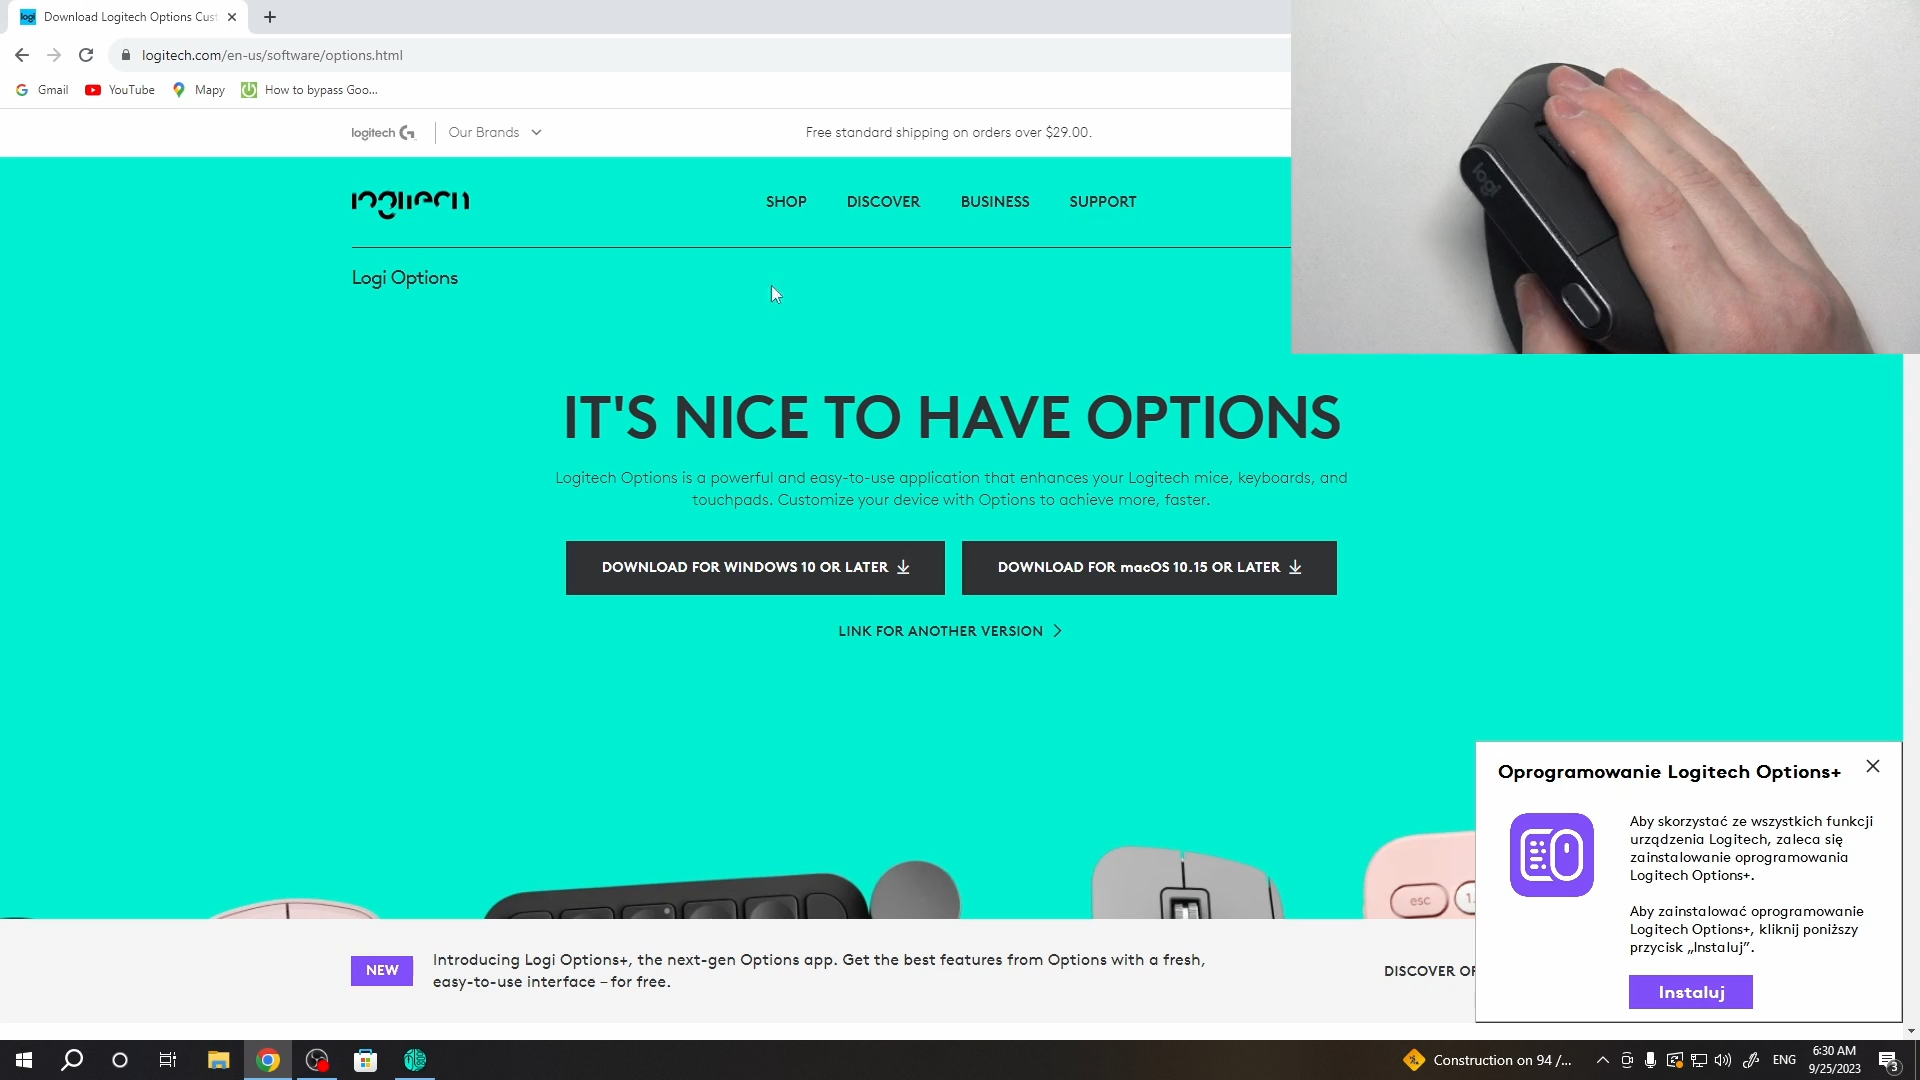 Download Logitech Options Cust
logitech.com/en-us/software/options.html
Gmail YouTube Mapy How to bypass Goo...
logitech G Our Brands Free standard shipping on orders over $29.00.
logitech SHOP DISCOVER BUSINESS SUPPORT
Logi Options
logi
IT'S NICE TO HAVE OPTIONS
Logitech Options is a powerful and easy-to-use application that enhances your Logitech mice, keyboards, and
touchpads. Customize your device with Options to achieve more, faster.
DOWNLOAD FOR WINDOWS 10 OR LATER DOWNLOAD FOR macOS 10.15 OR LATER
LINK FOR ANOTHER VERSION
esc 1
NEW
Introducing Logi Options+, the next-gen Options app. Get the best features from Options with a fresh,
easy-to-use interface – for free.
DISCOVER
Oprogramowanie Logitech Options+
Aby skorzystać ze wszystkich funkcji
urządzenia Logitech, zaleca się
zainstalowanie oprogramowania
Logitech Options+.
Aby zainstalować oprogramowanie
Logitech Options+, kliknij poniższy
przycisk „Instaluj”.
Instaluj
Construction on 94 /... ENG 6:30 AM
9/25/2023 3